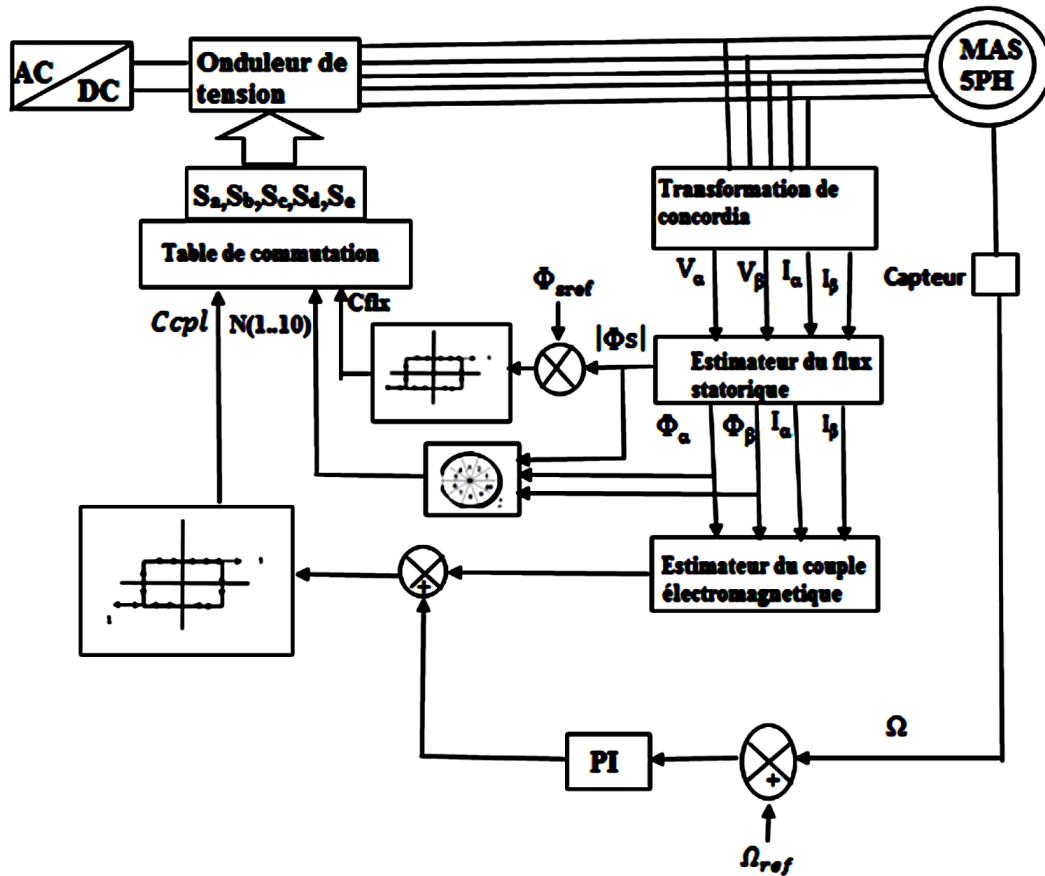 AC
DC
Onduleur de
tension
MAS
5PH
Sa,Sb,Sc,Sd,Se
Table de commutation
Transformation de
concordia
Vα
Vβ
Iα
Iβ
Capteur
Ccpl
N(1..10)
Cflx
Φsref
|Φs|
Estimateur du flux
statorique
Φα
Φβ
Iα
Iβ
Estimateur du couple
électromagnetique
+
PI
Ω
+
Ωref